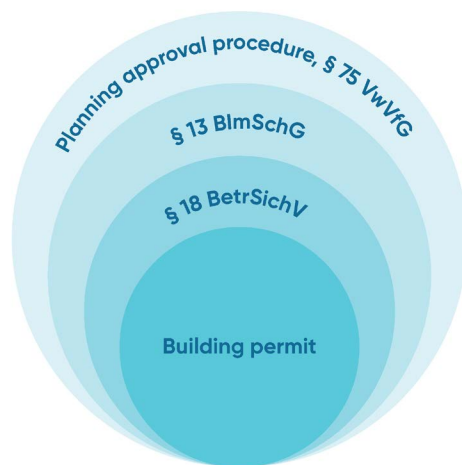 Planning approval procedure, § 75 VwVfG
§ 13 BImSchG
§ 18 BetrSichV
Building permit